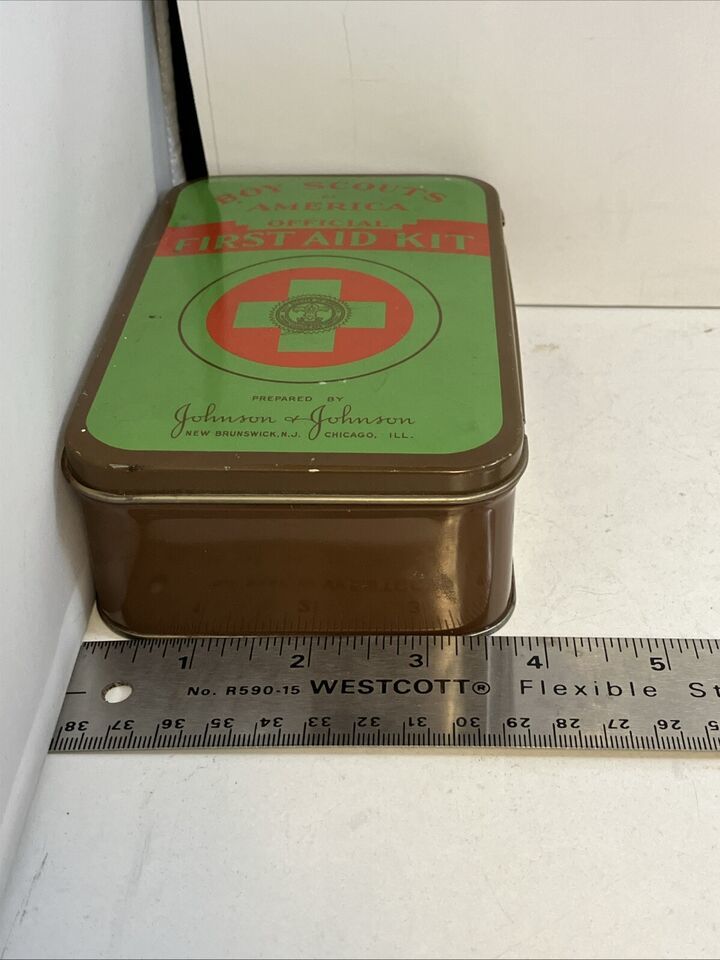 BOY SCOUTS
OF
AMERICA
OFFICIAL
FIRST AID KIT
PREPARED BY
Johnson & Johnson
NEW BRUNSWICK, N.J. CHICAGO, ILL.
1 2 3 4 5
No. R590-15 WESTCOTT® Flexible St
38 37 36 35 34 33 32 31 30 29 28 27 26 25